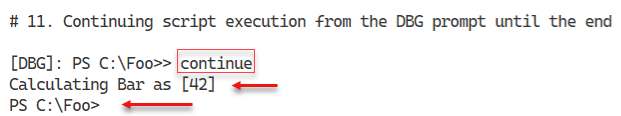 # 11. Continuing script execution from the DBG prompt until the end
[DBG]: PS C:\Foo>> continue
Calculating Bar as [42]
PS C:\Foo>